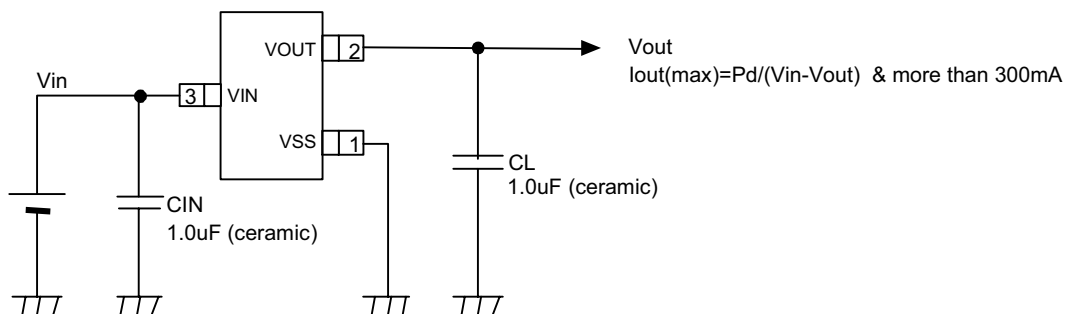 VOUT 2
Vout
Iout(max)=Pd/(Vin-Vout) & more than 300mA
Vin
3 VIN
VSS 1
CL
1.0uF (ceramic)
CIN
1.0uF (ceramic)